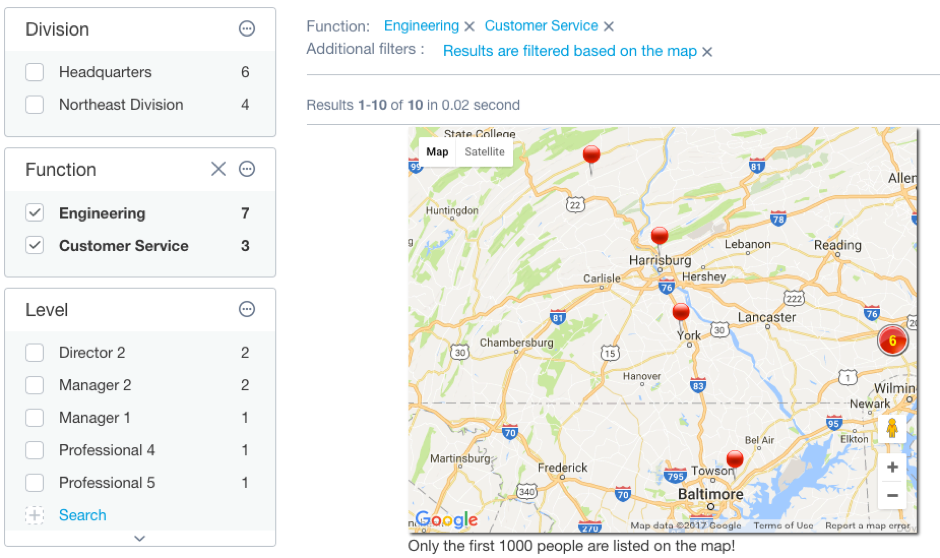 Division
Headquarters 6
Northeast Division 4
Function
Engineering 7
Customer Service 3
Level
Director 2 2
Manager 2 2
Manager 1 1
Professional 4 1
Professional 5 1
Search
Function: Engineering Customer Service
Additional filters : Results are filtered based on the map
Results 1-10 of 10 in 0.02 second
State College
Map Satellite
99
81
Allen
22
Huntingdon
78
Lebanon
Reading
Harrisburg
Carlisle
Hershey
76
222
81
Lancaster
76
York
30
Chambersburg
30
15
6
Hanover
83
1
Wilmin
Newark
95
70
Bel Air
Elkton
Martinsburg
Frederick
795
Towson
340
70
Baltimore
Google
270
Map data ©2017 Google Terms of Use Report a map error
Only the first 1000 people are listed on the map!